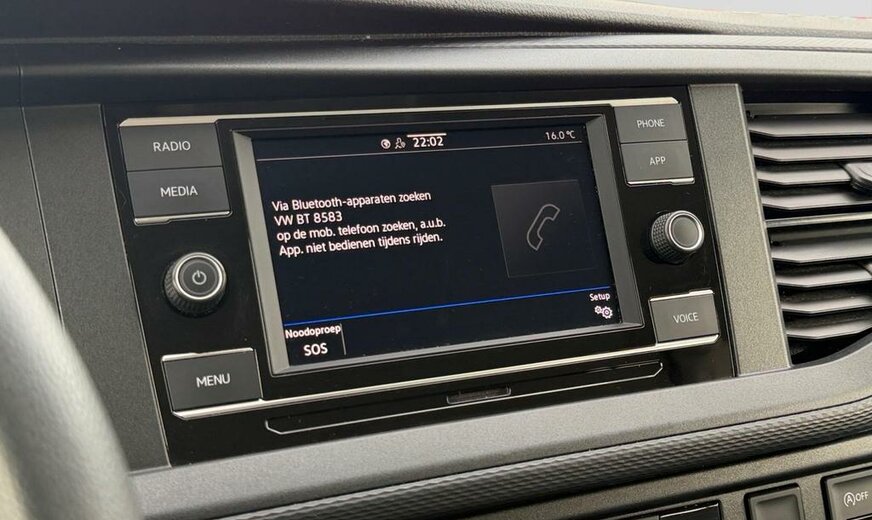 RADIO
MEDIA
MENU
22:02
16.0 °C
Via Bluetooth-apparaten zoeken
VW BT 8583
op de mob. telefoon zoeken, a.u.b.
App. niet bedienen tijdens rijden.
Setup
Noodoproep
SOS
PHONE
APP
VOICE
A OFF